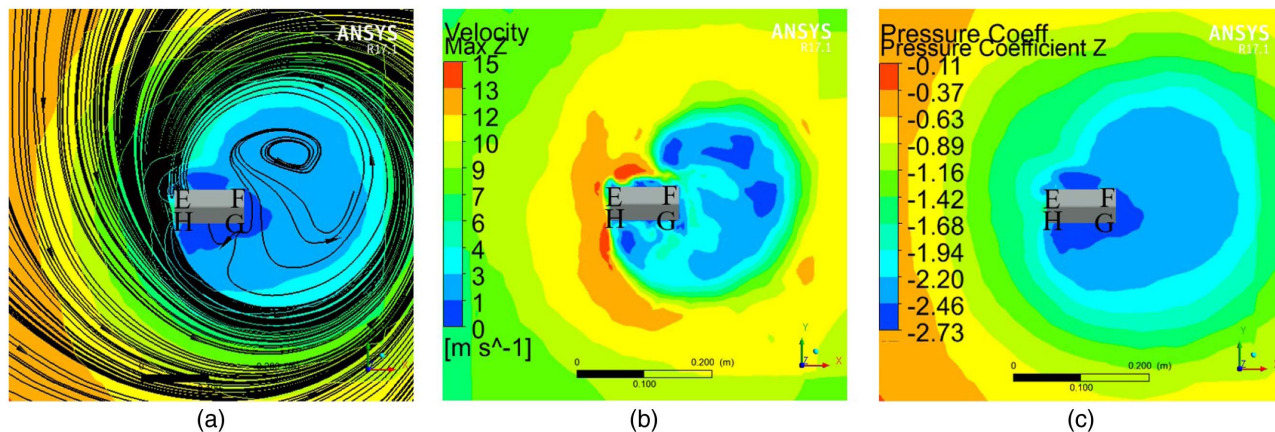 ANSYS
R17.1
E F
H G
(a)
Velocity
Max Z
15
13
12
10
9
7
6
4
3
1
0
[m s^-1]
ANSYS
R17.1
E F
H G
0 0.200 (m)
0.100
Y
X
Z
(b)
Pressure Coeff
Pressure Coefficient Z
-0.11
-0.37
-0.63
-0.89
-1.16
-1.42
-1.68
-1.94
-2.20
-2.46
-2.73
ANSYS
R17.1
E F
H G
0 0.200 (m)
0.100
Y
Z
(c)